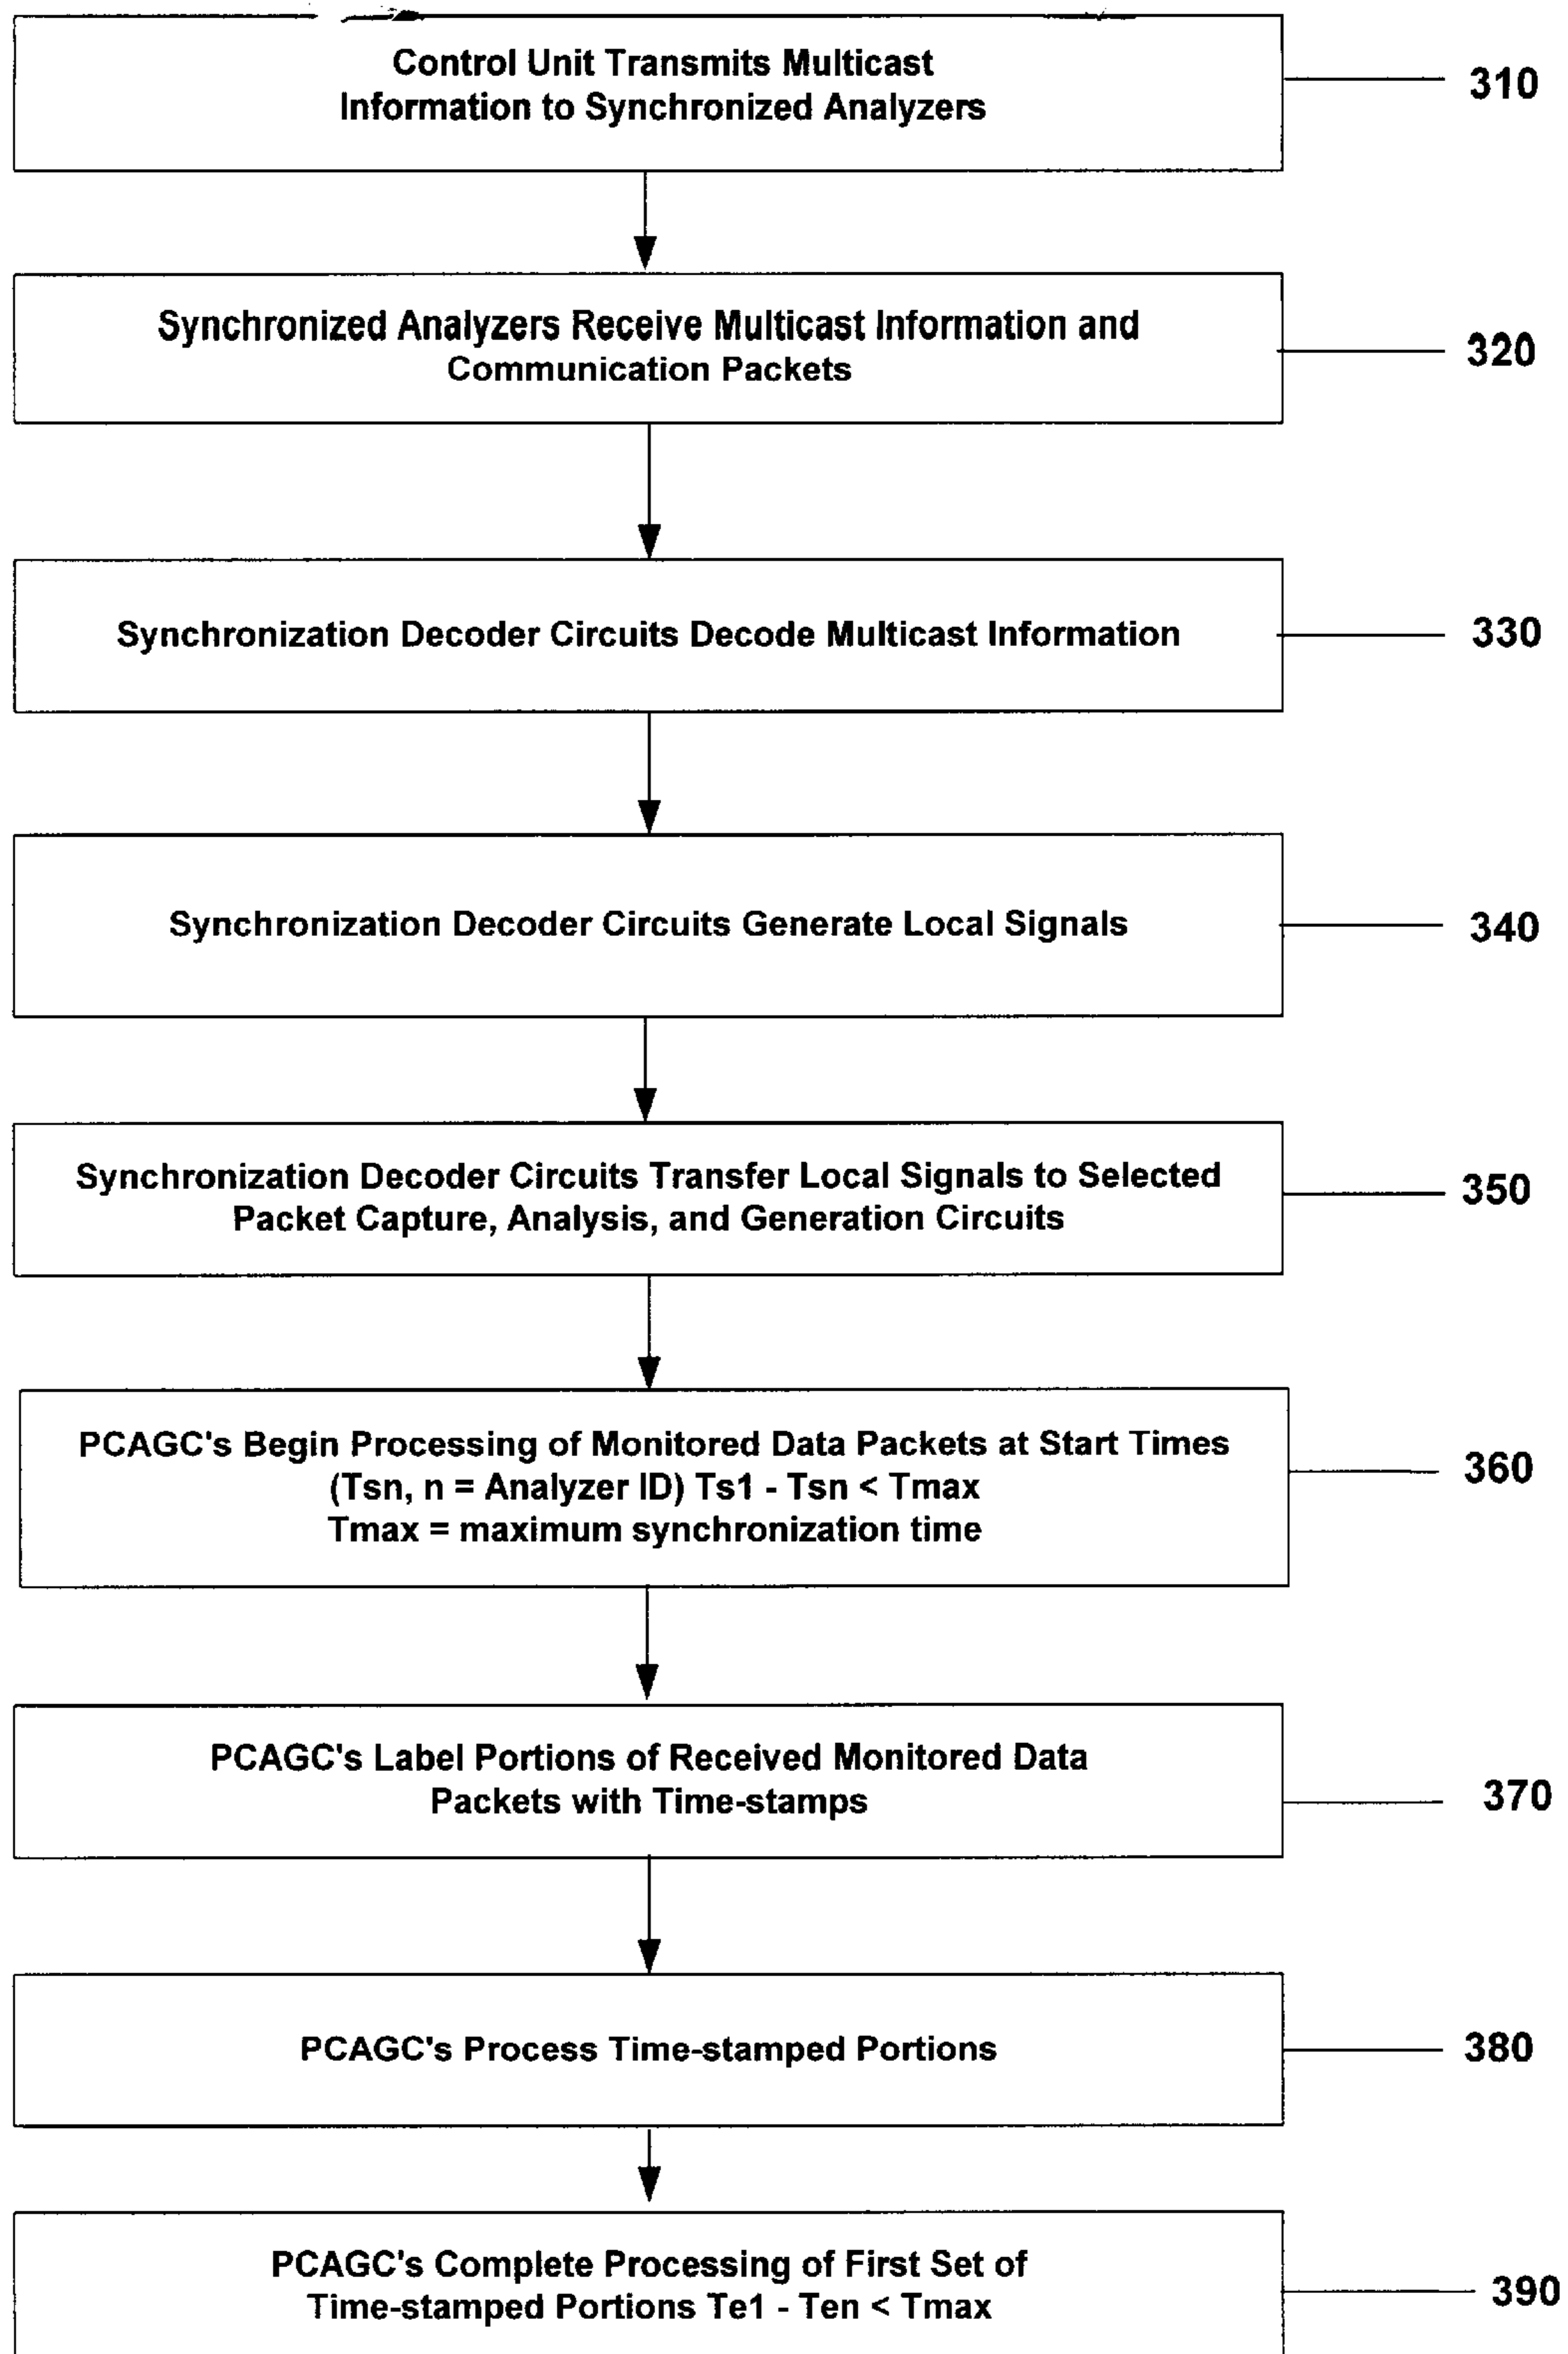 Control Unit Transmits Multicast
Information to Synchronized Analyzers
310
Synchronized Analyzers Receive Multicast Information and
Communication Packets
320
Synchronization Decoder Circuits Decode Multicast Information
330
Synchronization Decoder Circuits Generate Local Signals
340
Synchronization Decoder Circuits Transfer Local Signals to Selected
Packet Capture, Analysis, and Generation Circuits
350
PCAGC's Begin Processing of Monitored Data Packets at Start Times
(Tsn, n = Analyzer ID) Ts1 - Tsn < Tmax
Tmax = maximum synchronization time
360
PCAGC's Label Portions of Received Monitored Data
Packets with Time-stamps
370
PCAGC's Process Time-stamped Portions
380
PCAGC's Complete Processing of First Set of
Time-stamped Portions Te1 - Ten < Tmax
390